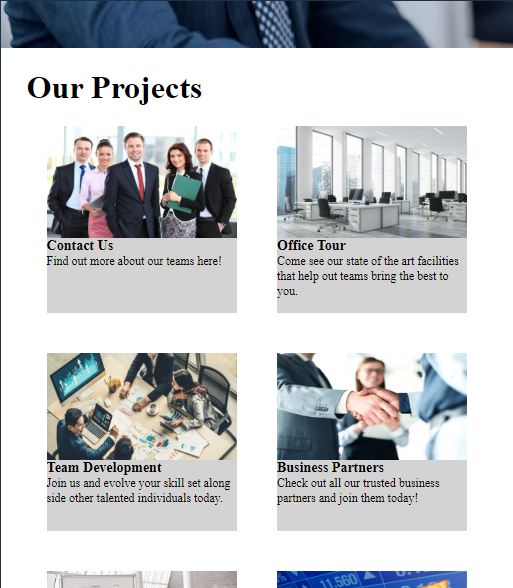 Our Projects
Contact Us
Find out more about our teams here!
Office Tour
Come see our state of the art facilities
that help out teams bring the best to
you.
Team Development
Join us and evolve your skill set along
side other talented individuals today.
Business Partners
Check out all our trusted business
partners and join them today!
11,560